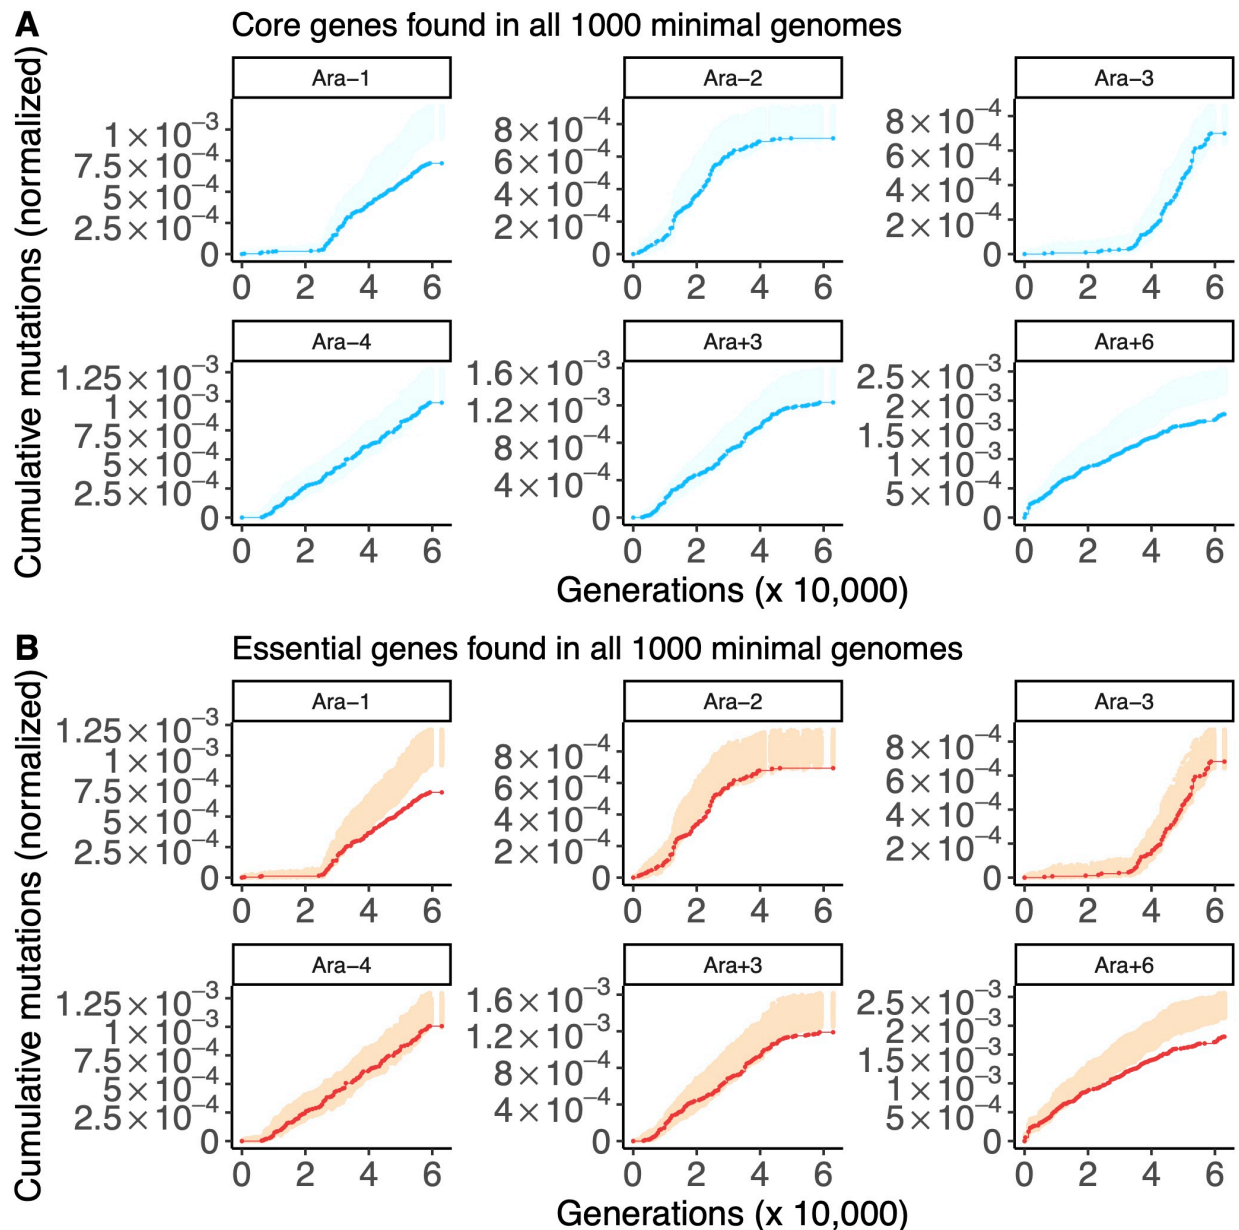 A Core genes found in all 1000 minimal genomes
Cumulative mutations (normalized)
Ara−1
1×10⁻³
7.5×10⁻⁴
5×10⁻⁴
2.5×10⁻⁴
0
0 2 4 6
Ara−2
8×10⁻⁴
6×10⁻⁴
4×10⁻⁴
2×10⁻⁴
0
0 2 4 6
Ara−3
8×10⁻⁴
6×10⁻⁴
4×10⁻⁴
2×10⁻⁴
0
0 2 4 6
Ara−4
1.25×10⁻³
1×10⁻³
7.5×10⁻⁴
5×10⁻⁴
2.5×10⁻⁴
0
0 2 4 6
Ara+3
1.6×10⁻³
1.2×10⁻³
8×10⁻⁴
4×10⁻⁴
0
0 2 4 6
Ara+6
2.5×10⁻³
2×10⁻³
1.5×10⁻³
1×10⁻³
5×10⁻⁴
0
0 2 4 6
Generations (x 10,000)
B Essential genes found in all 1000 minimal genomes
Cumulative mutations (normalized)
Ara−1
1.25×10⁻³
1×10⁻³
7.5×10⁻⁴
5×10⁻⁴
2.5×10⁻⁴
0
0 2 4 6
Ara−2
8×10⁻⁴
6×10⁻⁴
4×10⁻⁴
2×10⁻⁴
0
0 2 4 6
Ara−3
8×10⁻⁴
6×10⁻⁴
4×10⁻⁴
2×10⁻⁴
0
0 2 4 6
Ara−4
1.25×10⁻³
1×10⁻³
7.5×10⁻⁴
5×10⁻⁴
2.5×10⁻⁴
0
0 2 4 6
Ara+3
1.6×10⁻³
1.2×10⁻³
8×10⁻⁴
4×10⁻⁴
0
0 2 4 6
Ara+6
2.5×10⁻³
2×10⁻³
1.5×10⁻³
1×10⁻³
5×10⁻⁴
0
0 2 4 6
Generations (x 10,000)